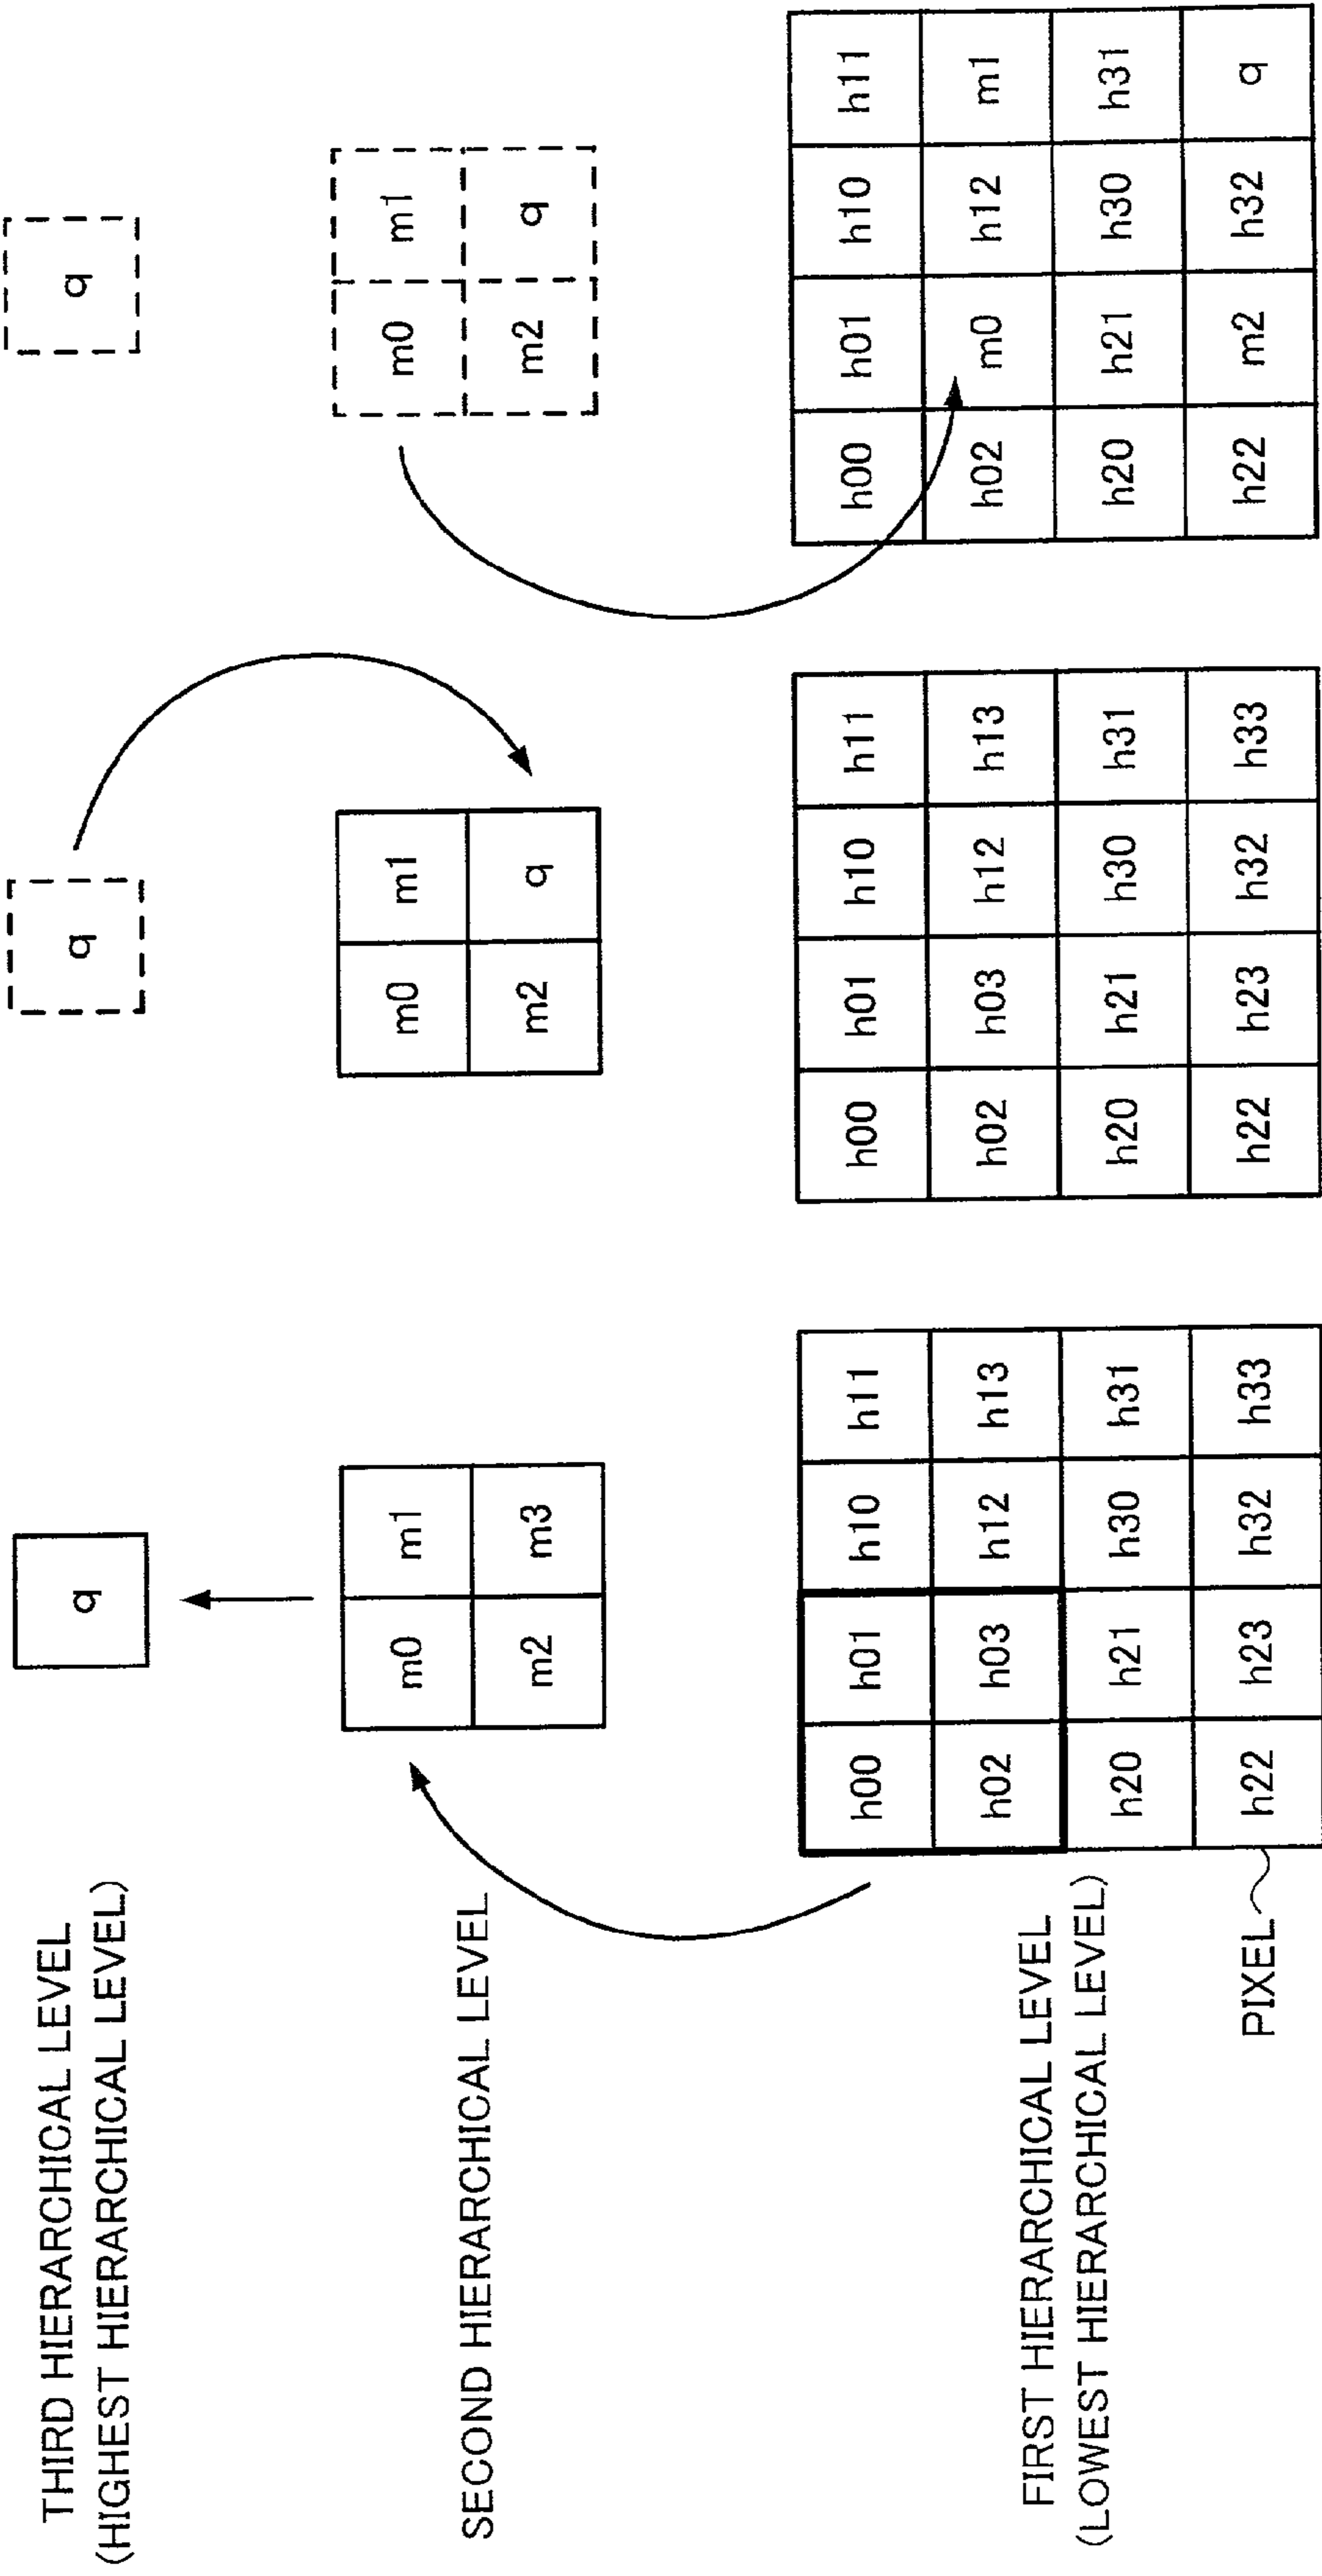 THIRD HIERARCHICAL LEVEL
(HIGHEST HIERARCHICAL LEVEL)
q
q
q
SECOND HIERARCHICAL LEVEL
m0 m1
m2 m3
m0 m1
m2 q
m0 m1
m2 q
FIRST HIERARCHICAL LEVEL
(LOWEST HIERARCHICAL LEVEL)
PIXEL
h00 h01 h10 h11
h02 h03 h12 h13
h20 h21 h30 h31
h22 h23 h32 h33
h00 h01 h10 h11
h02 h03 h12 h13
h20 h21 h30 h31
h22 h23 h32 h33
h00 h01 h10 h11
h02 m0 h12 m1
h20 h21 h30 h31
h22 m2 h32 q